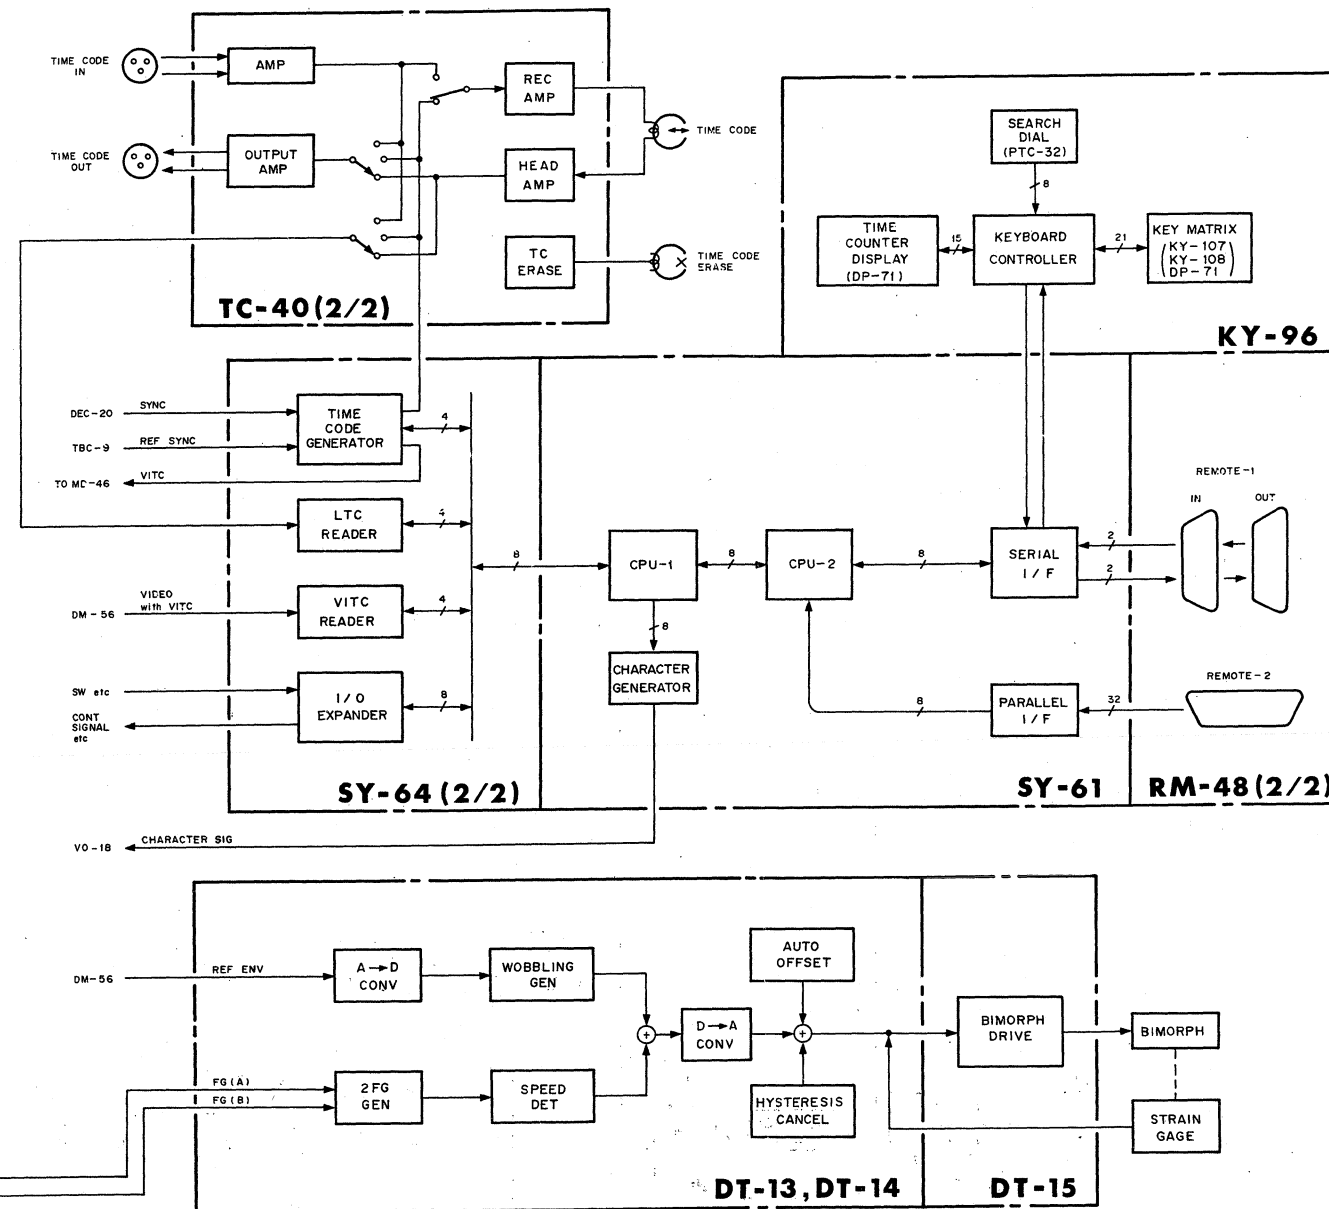 TIME CODE
IN
AMP
REC
AMP
TIME CODE
TIME CODE
OUT
OUTPUT
AMP
HEAD
AMP
TC
ERASE
TIME CODE
ERASE
TC-40(2/2)
SEARCH
DIAL
(PTC-32)
8
TIME
COUNTER
DISPLAY
(DP-71)
15
KEYBOARD
CONTROLLER
21
KEY MATRIX
(KY-107
KY-108
DP-71)
KY-96
DEC-20
SYNC
TBC-9
REF SYNC
TO MD-46
VITC
TIME
CODE
GENERATOR
4
LTC
READER
4
DM-56
VIDEO
with VITC
VITC
READER
4
SW etc
CONT
SIGNAL
etc
I/O
EXPANDER
8
SY-64(2/2)
8
CPU-1
8
CPU-2
8
SERIAL
I/F
2
2
REMOTE-1
IN
OUT
8
CHARACTER
GENERATOR
8
PARALLEL
I/F
32
REMOTE-2
SY-61
RM-48(2/2)
VO-18
CHARACTER SIG
DM-56
REF ENV
A→D
CONV
WOBBLING
GEN
AUTO
OFFSET
+
D→A
CONV
+
BIMORPH
DRIVE
BIMORPH
FG(A)
FG(B)
2FG
GEN
SPEED
DET
HYSTERESIS
CANCEL
STRAIN
GAGE
DT-13,DT-14
DT-15